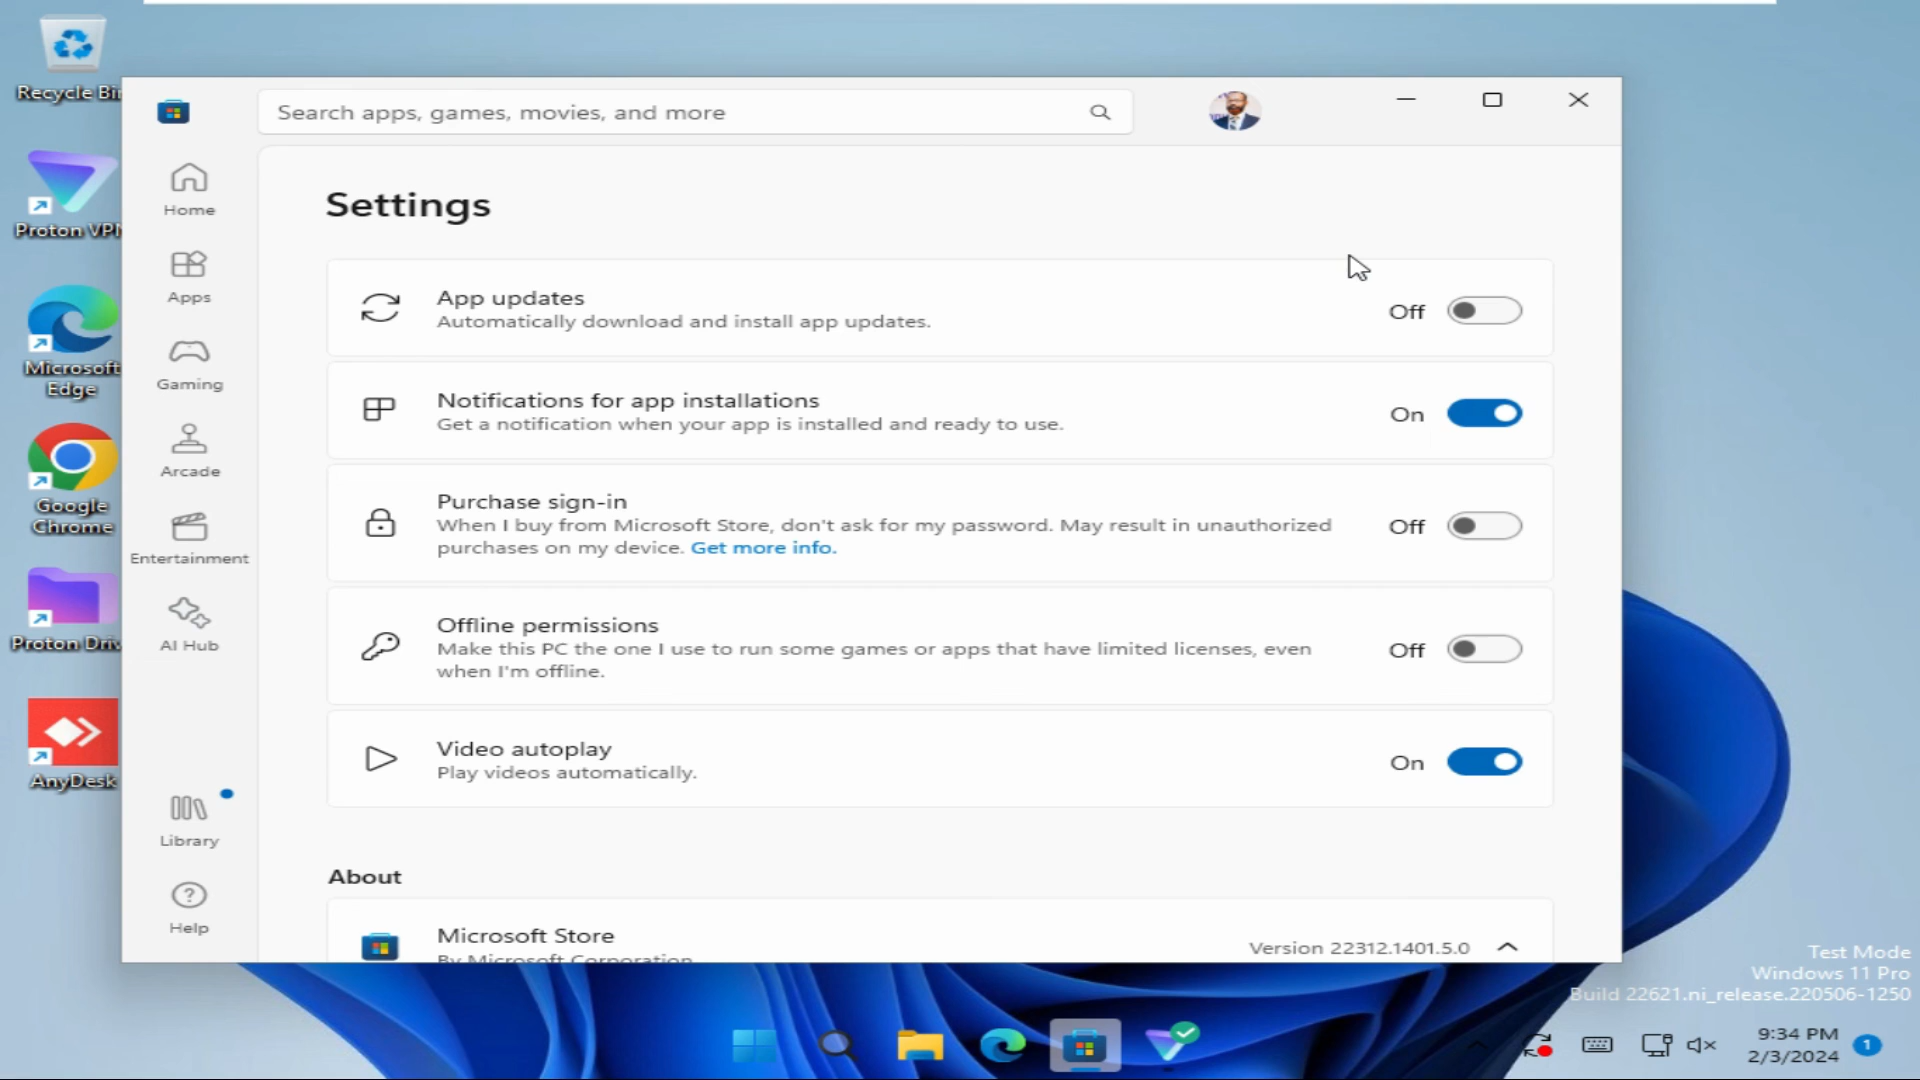 Recycle Bin
Proton VPN
Microsoft
Edge
Google
Chrome
Proton Driv
AnyDesk
Search apps, games, movies, and more
Home
Apps
Gaming
Arcade
Entertainment
AI Hub
Library
Help
Settings
App updates
Automatically download and install app updates.
Off
Notifications for app installations
Get a notification when your app is installed and ready to use.
On
Purchase sign-in
When I buy from Microsoft Store, don't ask for my password. May result in unauthorized
purchases on my device. Get more info.
Off
Offline permissions
Make this PC the one I use to run some games or apps that have limited licenses, even
when I'm offline.
Off
Video autoplay
Play videos automatically.
On
About
Microsoft Store
By Microsoft Corporation
Version 22312.1401.5.0
Test Mode
Windows 11 Pro
Build 22621.ni_release.220506-1250
9:34 PM
2/3/2024
1